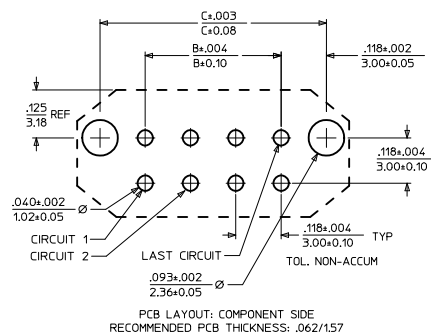 C±.003
C±0.08
B±.004
B±0.10
.118±.002
3.00±0.05
.125
3.18 REF
.118±.004
3.00±0.10
.040±.002
1.02±0.05 Ø
CIRCUIT 1
CIRCUIT 2
LAST CIRCUIT
.118±.004
3.00±0.10 TYP
TOL. NON-ACCUM
.093±.002
2.36±0.05 Ø
PCB LAYOUT: COMPONENT SIDE
RECOMMENDED PCB THICKNESS: .062/1.57